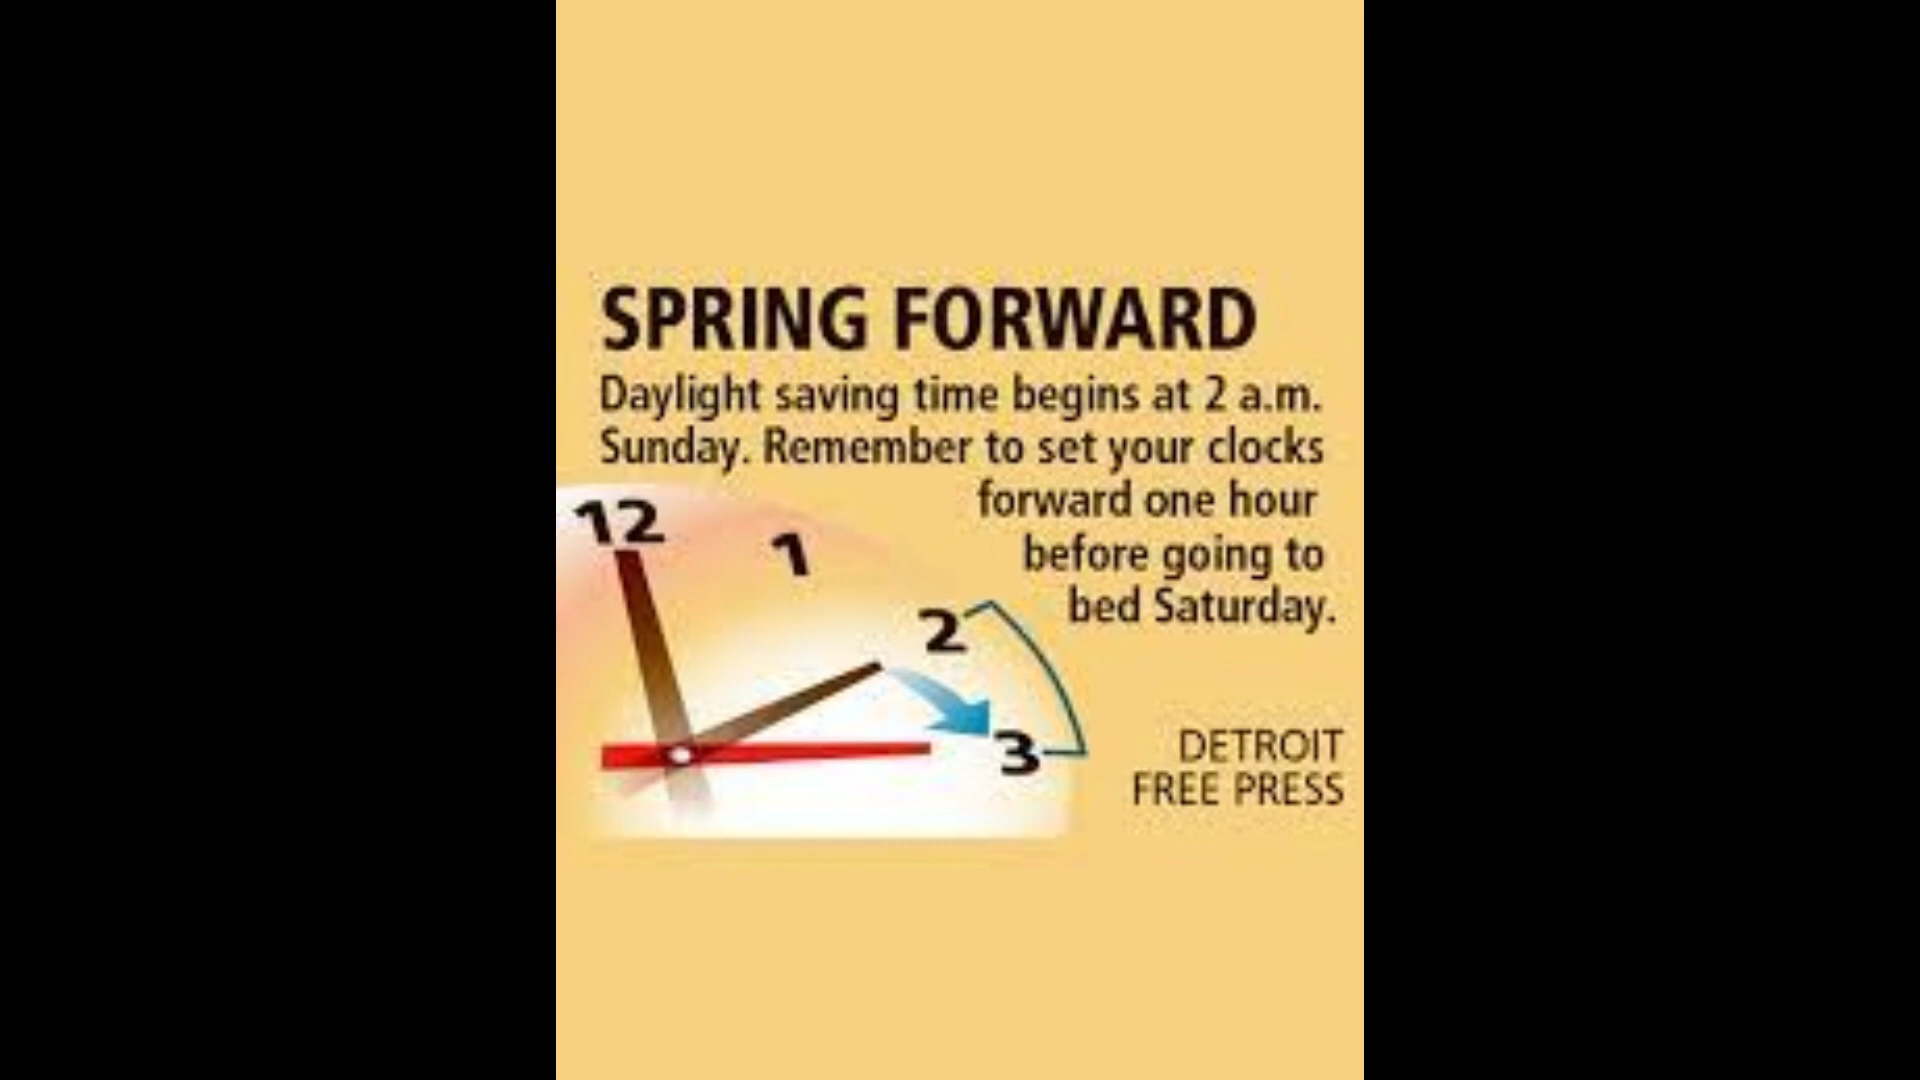 SPRING FORWARD
Daylight saving time begins at 2 a.m.
Sunday. Remember to set your clocks
forward one hour
before going to
bed Saturday.
12
1
2
3
DETROIT
FREE PRESS